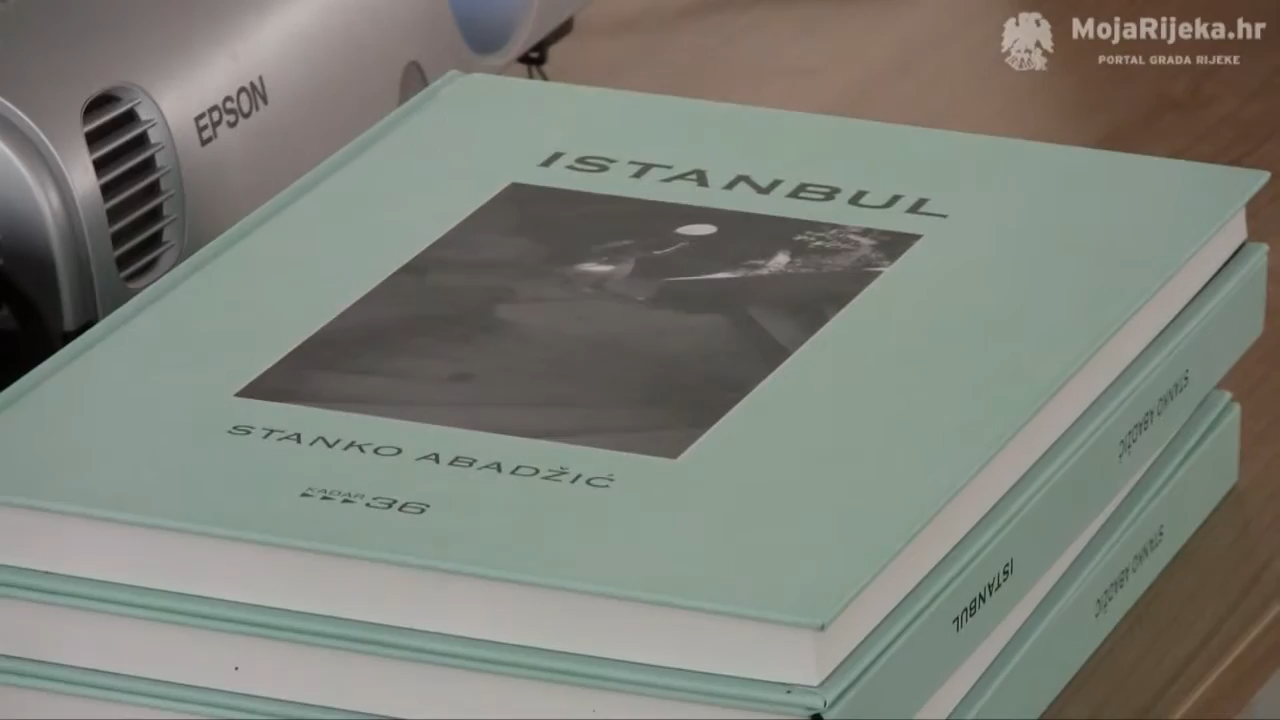 MojaRijeka.hr
PORTAL GRADA RIJEKE
EPSON
ISTANBUL
STANKO ABADŽIĆ
KADAR 36
STANKO ABADŽIĆ
ISTANBUL
STANKO ABADŽIĆ